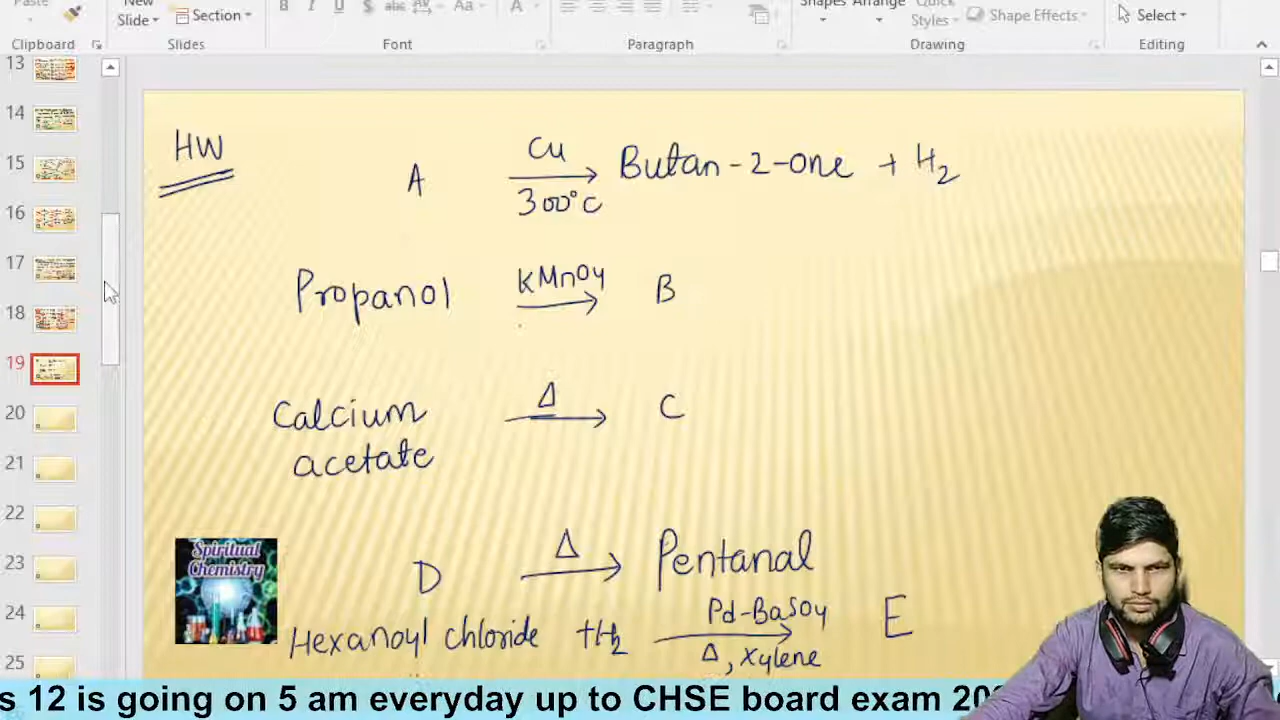 Paste
New
Slide
Section
B I U S abc AV Aa A
Shapes Arrange Quick
Styles
Shape Effects
Select
Clipboard
Slides
Font
Paragraph
Drawing
Editing
13
14
15
16
17
18
19
20
21
22
23
24
25
HW
A Cu 300°C Butan-2-one + H2
Propanol KMnO4 B
Calcium Δ C
acetate
D Δ Pentanal
Hexanoyl chloride + H2 Pd-BaSO4 Δ, Xylene E
Spiritual
Chemistry
s 12 is going on 5 am everyday up to CHSE board exam 20